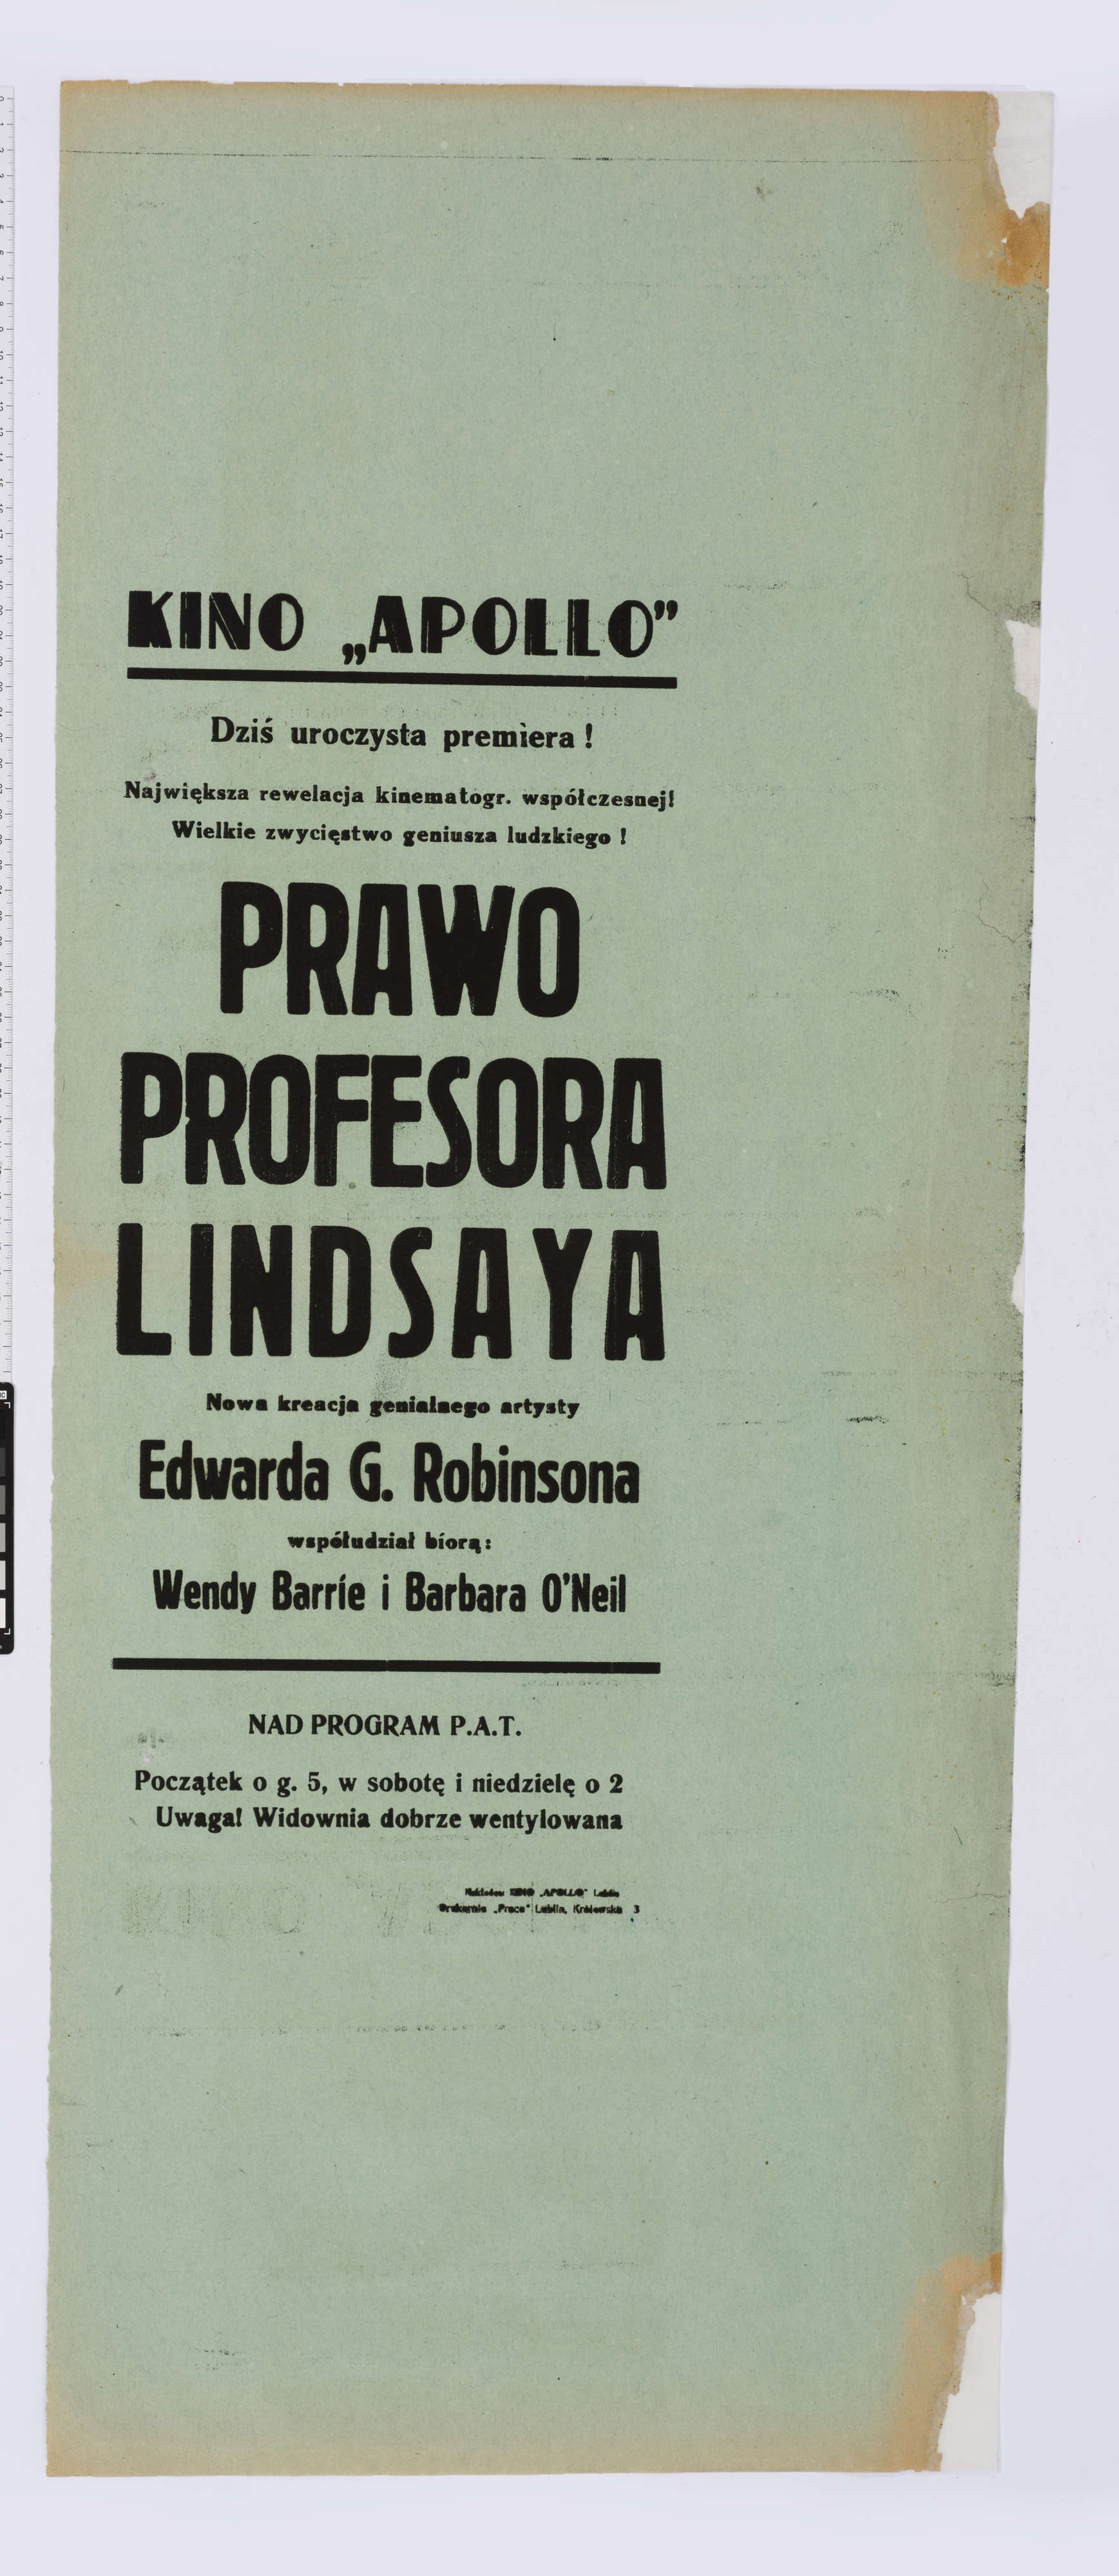 KINO „APOLLO”
Dziś uroczysta premiera !
Największa rewelacja kinematogr. współczesnej!
Wielkie zwycięstwo geniusza ludzkiego !
PRAWO
PROFESORA
LINDSAYA
Nowa kreacja genialnego artysty
Edwarda G. Robinsona
współudział biorą:
Wendy Barrie i Barbara O'Neil
NAD PROGRAM P.A.T.
Początek o g. 5, w sobotę i niedzielę o 2
Uwaga! Widownia dobrze wentylowana
Nakładem KINO „APOLLO” Lublin
Drukarnia „Praca” Lublin, Królewska 3